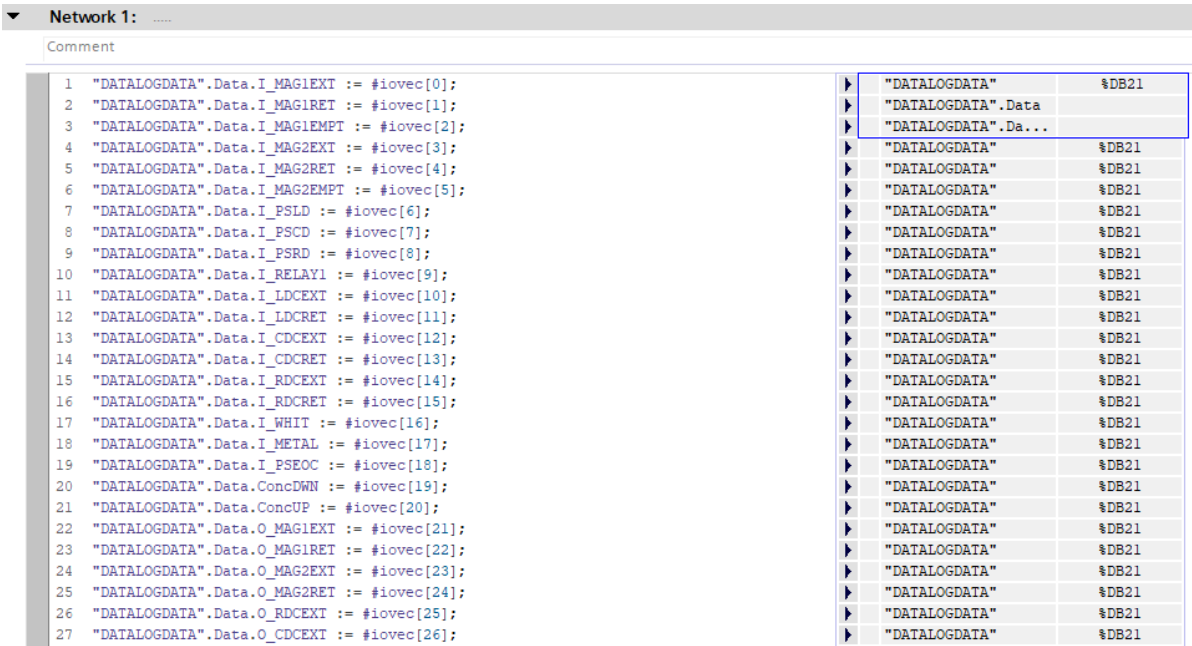 Network 1: .....
Comment
1 "DATALOGDATA".Data.I_MAG1EXT := #iovec[0]; "DATALOGDATA" %DB21
2 "DATALOGDATA".Data.I_MAG1RET := #iovec[1]; "DATALOGDATA".Data
3 "DATALOGDATA".Data.I_MAG1EMPT := #iovec[2]; "DATALOGDATA".Da...
4 "DATALOGDATA".Data.I_MAG2EXT := #iovec[3]; "DATALOGDATA" %DB21
5 "DATALOGDATA".Data.I_MAG2RET := #iovec[4]; "DATALOGDATA" %DB21
6 "DATALOGDATA".Data.I_MAG2EMPT := #iovec[5]; "DATALOGDATA" %DB21
7 "DATALOGDATA".Data.I_PSLD := #iovec[6]; "DATALOGDATA" %DB21
8 "DATALOGDATA".Data.I_PSCD := #iovec[7]; "DATALOGDATA" %DB21
9 "DATALOGDATA".Data.I_PSRD := #iovec[8]; "DATALOGDATA" %DB21
10 "DATALOGDATA".Data.I_RELAY1 := #iovec[9]; "DATALOGDATA" %DB21
11 "DATALOGDATA".Data.I_LDCEXT := #iovec[10]; "DATALOGDATA" %DB21
12 "DATALOGDATA".Data.I_LDCRET := #iovec[11]; "DATALOGDATA" %DB21
13 "DATALOGDATA".Data.I_CDCEXT := #iovec[12]; "DATALOGDATA" %DB21
14 "DATALOGDATA".Data.I_CDCRET := #iovec[13]; "DATALOGDATA" %DB21
15 "DATALOGDATA".Data.I_RDCEXT := #iovec[14]; "DATALOGDATA" %DB21
16 "DATALOGDATA".Data.I_RDCRET := #iovec[15]; "DATALOGDATA" %DB21
17 "DATALOGDATA".Data.I_WHIT := #iovec[16]; "DATALOGDATA" %DB21
18 "DATALOGDATA".Data.I_METAL := #iovec[17]; "DATALOGDATA" %DB21
19 "DATALOGDATA".Data.I_PSEOC := #iovec[18]; "DATALOGDATA" %DB21
20 "DATALOGDATA".Data.ConcDWN := #iovec[19]; "DATALOGDATA" %DB21
21 "DATALOGDATA".Data.ConcUP := #iovec[20]; "DATALOGDATA" %DB21
22 "DATALOGDATA".Data.O_MAG1EXT := #iovec[21]; "DATALOGDATA" %DB21
23 "DATALOGDATA".Data.O_MAG1RET := #iovec[22]; "DATALOGDATA" %DB21
24 "DATALOGDATA".Data.O_MAG2EXT := #iovec[23]; "DATALOGDATA" %DB21
25 "DATALOGDATA".Data.O_MAG2RET := #iovec[24]; "DATALOGDATA" %DB21
26 "DATALOGDATA".Data.O_RDCEXT := #iovec[25]; "DATALOGDATA" %DB21
27 "DATALOGDATA".Data.O_CDCEXT := #iovec[26]; "DATALOGDATA" %DB21